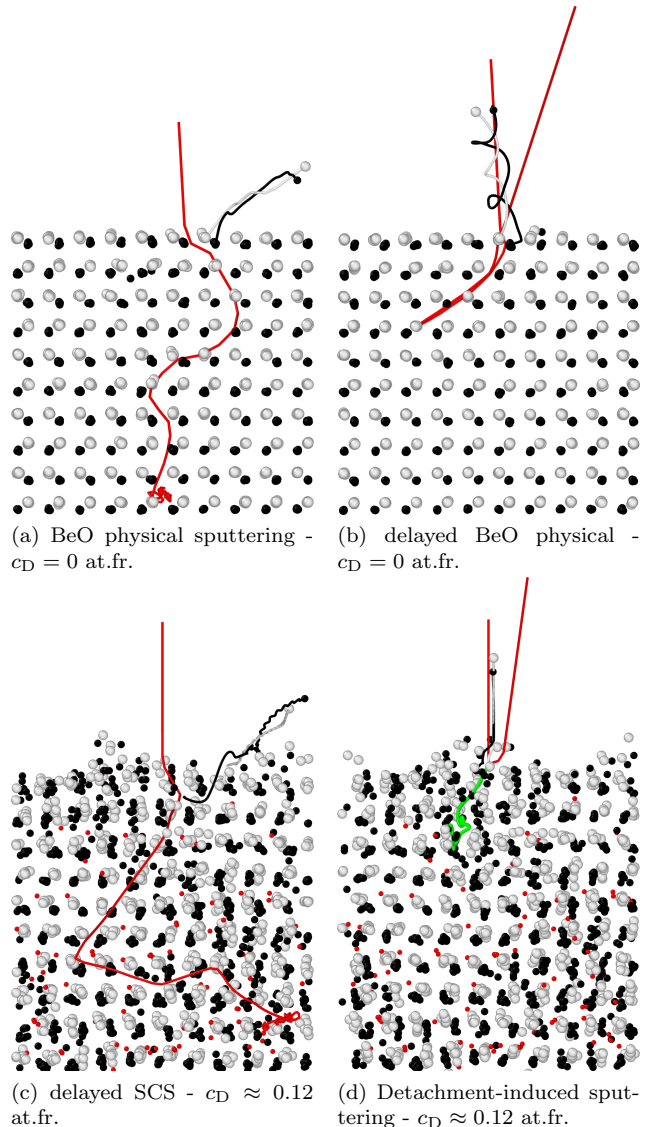 (a) BeO physical sputtering -
c_D = 0 at.fr.
(b) delayed BeO physical -
c_D = 0 at.fr.
(c) delayed SCS - c_D ≈ 0.12
at.fr.
(d) Detachment-induced sput-
tering - c_D ≈ 0.12 at.fr.